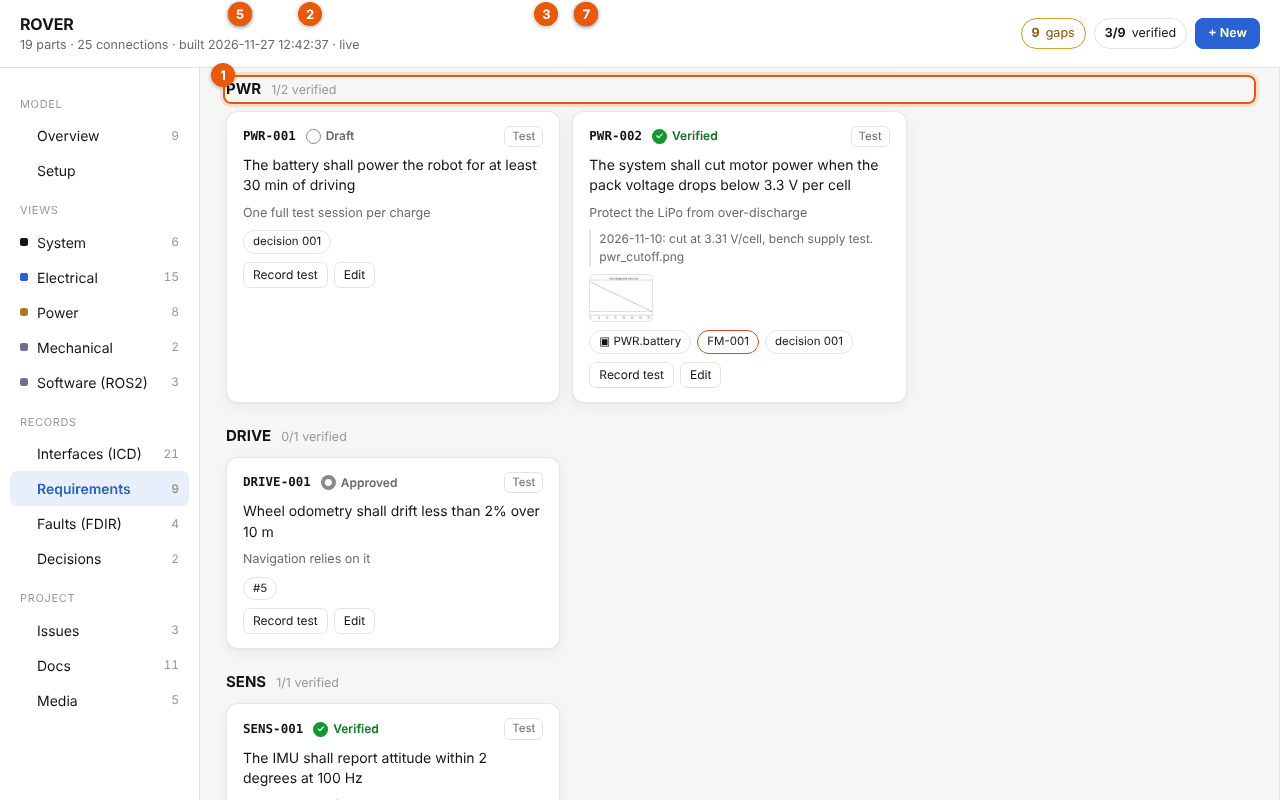 5 2 3 7
ROVER
19 parts · 25 connections · built 2026-11-27 12:42:37 · live
9 gaps
3/9 verified
+ New
MODEL
Overview 9
Setup
VIEWS
System 6
Electrical 15
Power 8
Mechanical 2
Software (ROS2) 3
RECORDS
Interfaces (ICD) 21
Requirements 9
Faults (FDIR) 4
Decisions 2
PROJECT
Issues 3
Docs 11
Media 5
1
PWR 1/2 verified
PWR-001 Draft Test
The battery shall power the robot for at least
30 min of driving
One full test session per charge
decision 001
Record test Edit
PWR-002 Verified Test
The system shall cut motor power when the
pack voltage drops below 3.3 V per cell
Protect the LiPo from over-discharge
2026-11-10: cut at 3.31 V/cell, bench supply test.
pwr_cutoff.png
▣ PWR.battery FM-001 decision 001
Record test Edit
DRIVE 0/1 verified
DRIVE-001 Approved Test
Wheel odometry shall drift less than 2% over
10 m
Navigation relies on it
#5
Record test Edit
SENS 1/1 verified
SENS-001 Verified Test
The IMU shall report attitude within 2
degrees at 100 Hz